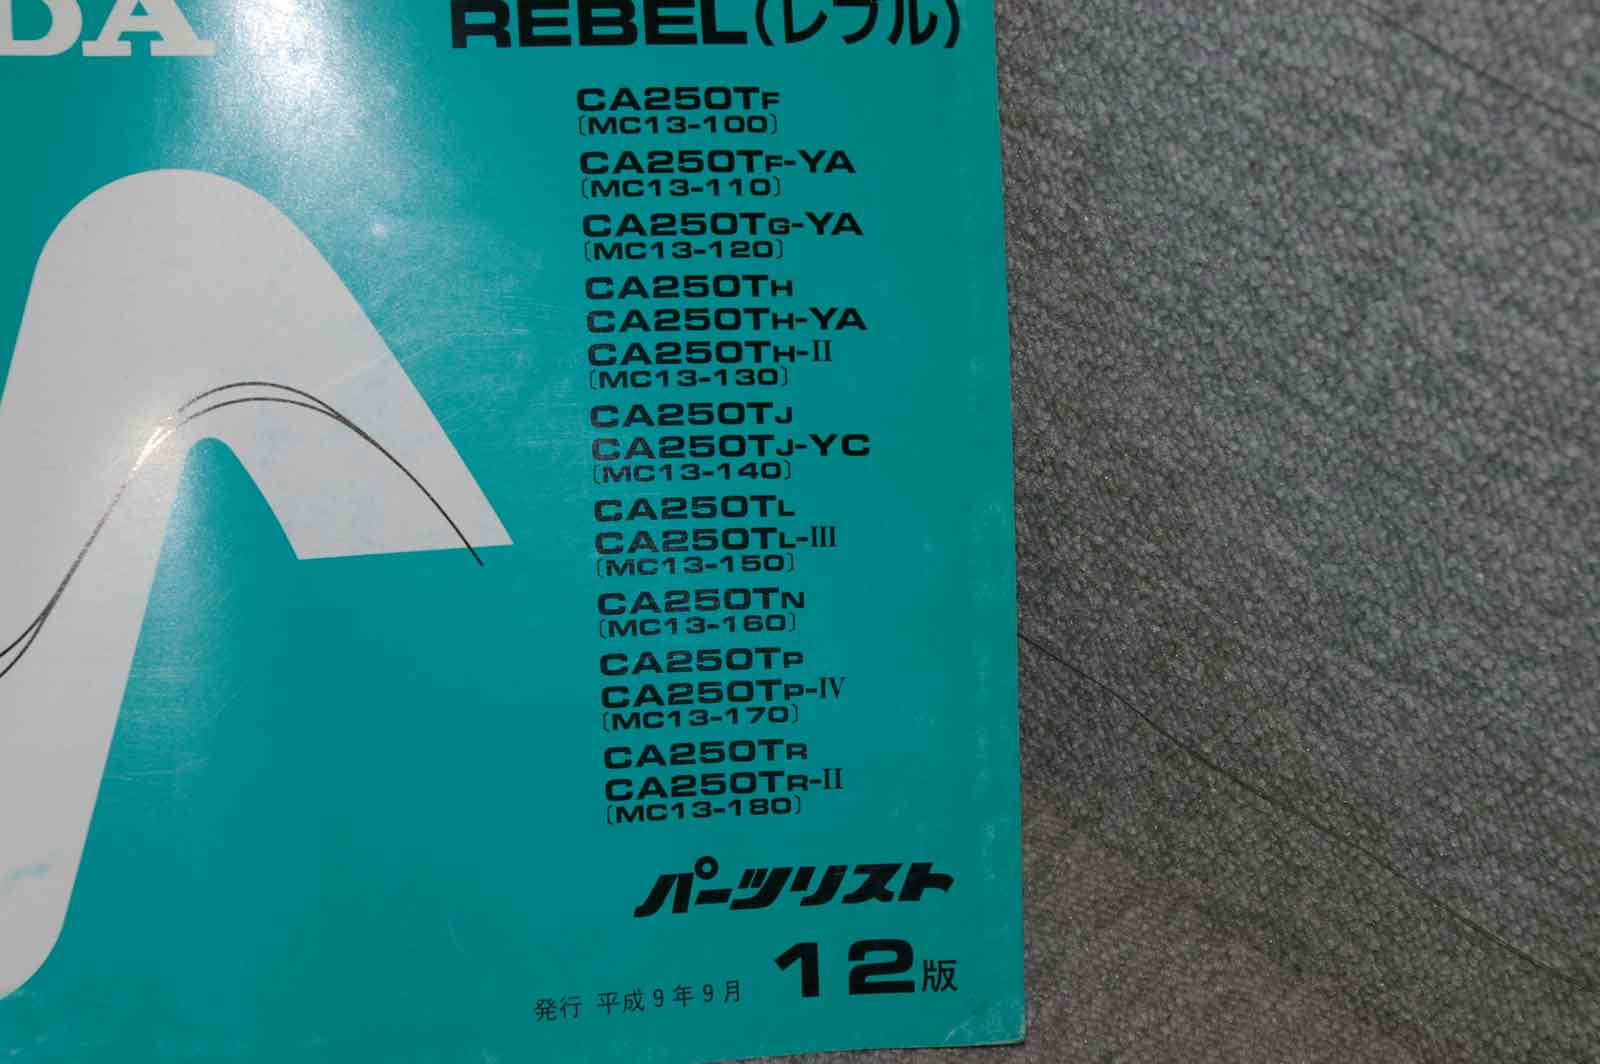 DA
REBEL(レブル)
CA250TF
〔MC13-100〕
CA250TF-YA
〔MC13-110〕
CA250TG-YA
〔MC13-120〕
CA250TH
CA250TH-YA
CA250TH-II
〔MC13-130〕
CA250TJ
CA250TJ-YC
〔MC13-140〕
CA250TL
CA250TL-III
〔MC13-150〕
CA250TN
〔MC13-160〕
CA250TP
CA250TP-IV
〔MC13-170〕
CA250TR
CA250TR-II
〔MC13-180〕
パーツリスト
12版
発行 平成9年9月